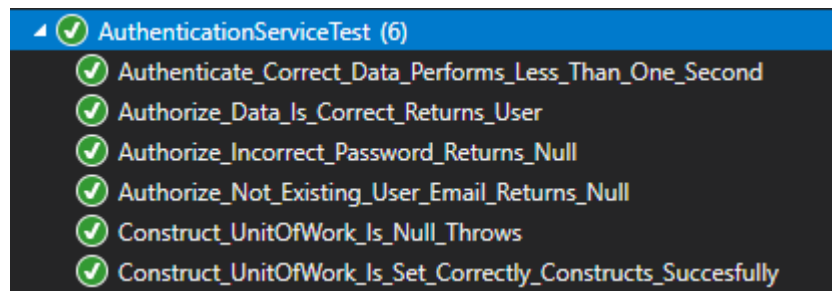 AuthenticationServiceTest (6)
Authenticate_Correct_Data_Performs_Less_Than_One_Second
Authorize_Data_Is_Correct_Returns_User
Authorize_Incorrect_Password_Returns_Null
Authorize_Not_Existing_User_Email_Returns_Null
Construct_UnitOfWork_Is_Null_Throws
Construct_UnitOfWork_Is_Set_Correctly_Constructs_Succesfully